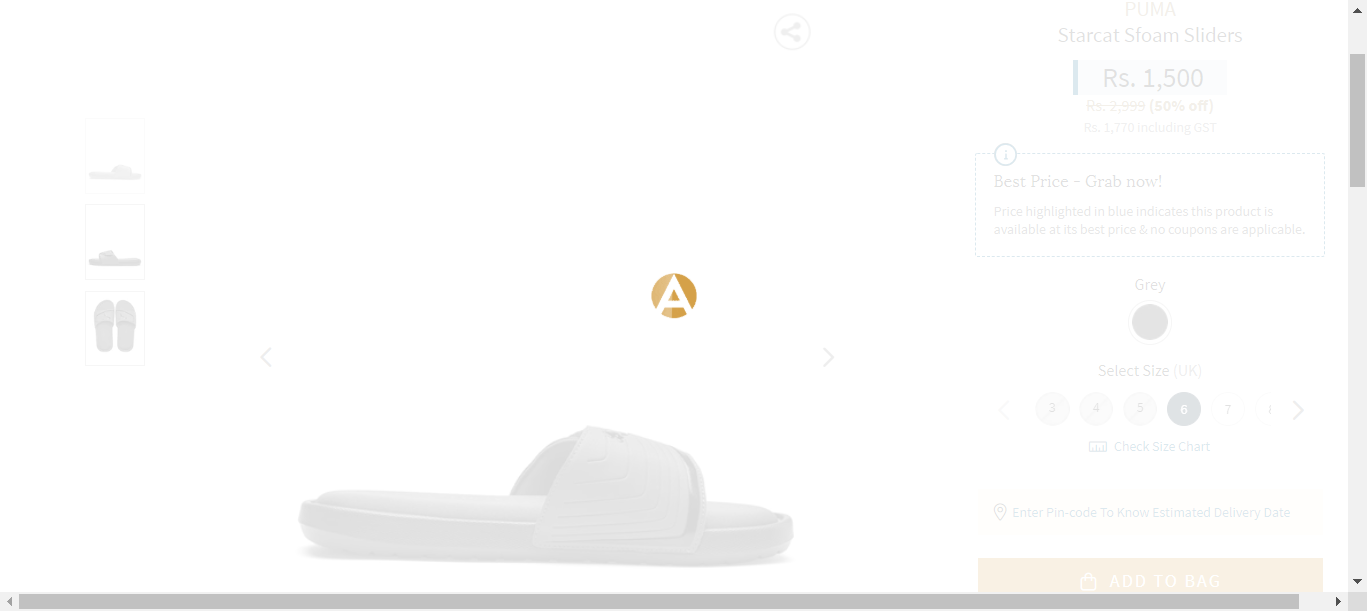 PUMA
Starcat Sfoam Sliders
Rs. 1,500
Rs. 2,999 (50% off)
Rs. 1,770 including GST
Best Price - Grab now!
Price highlighted in blue indicates this product is
available at its best price & no coupons are applicable.
Grey
Select Size (UK)
3 4 5 6 7
Check Size Chart
Enter Pin-code To Know Estimated Delivery Date
ADD TO BAG